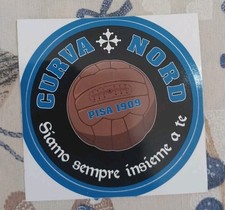 CURVA NORD
PISA 1909
Siamo sempre insieme a te